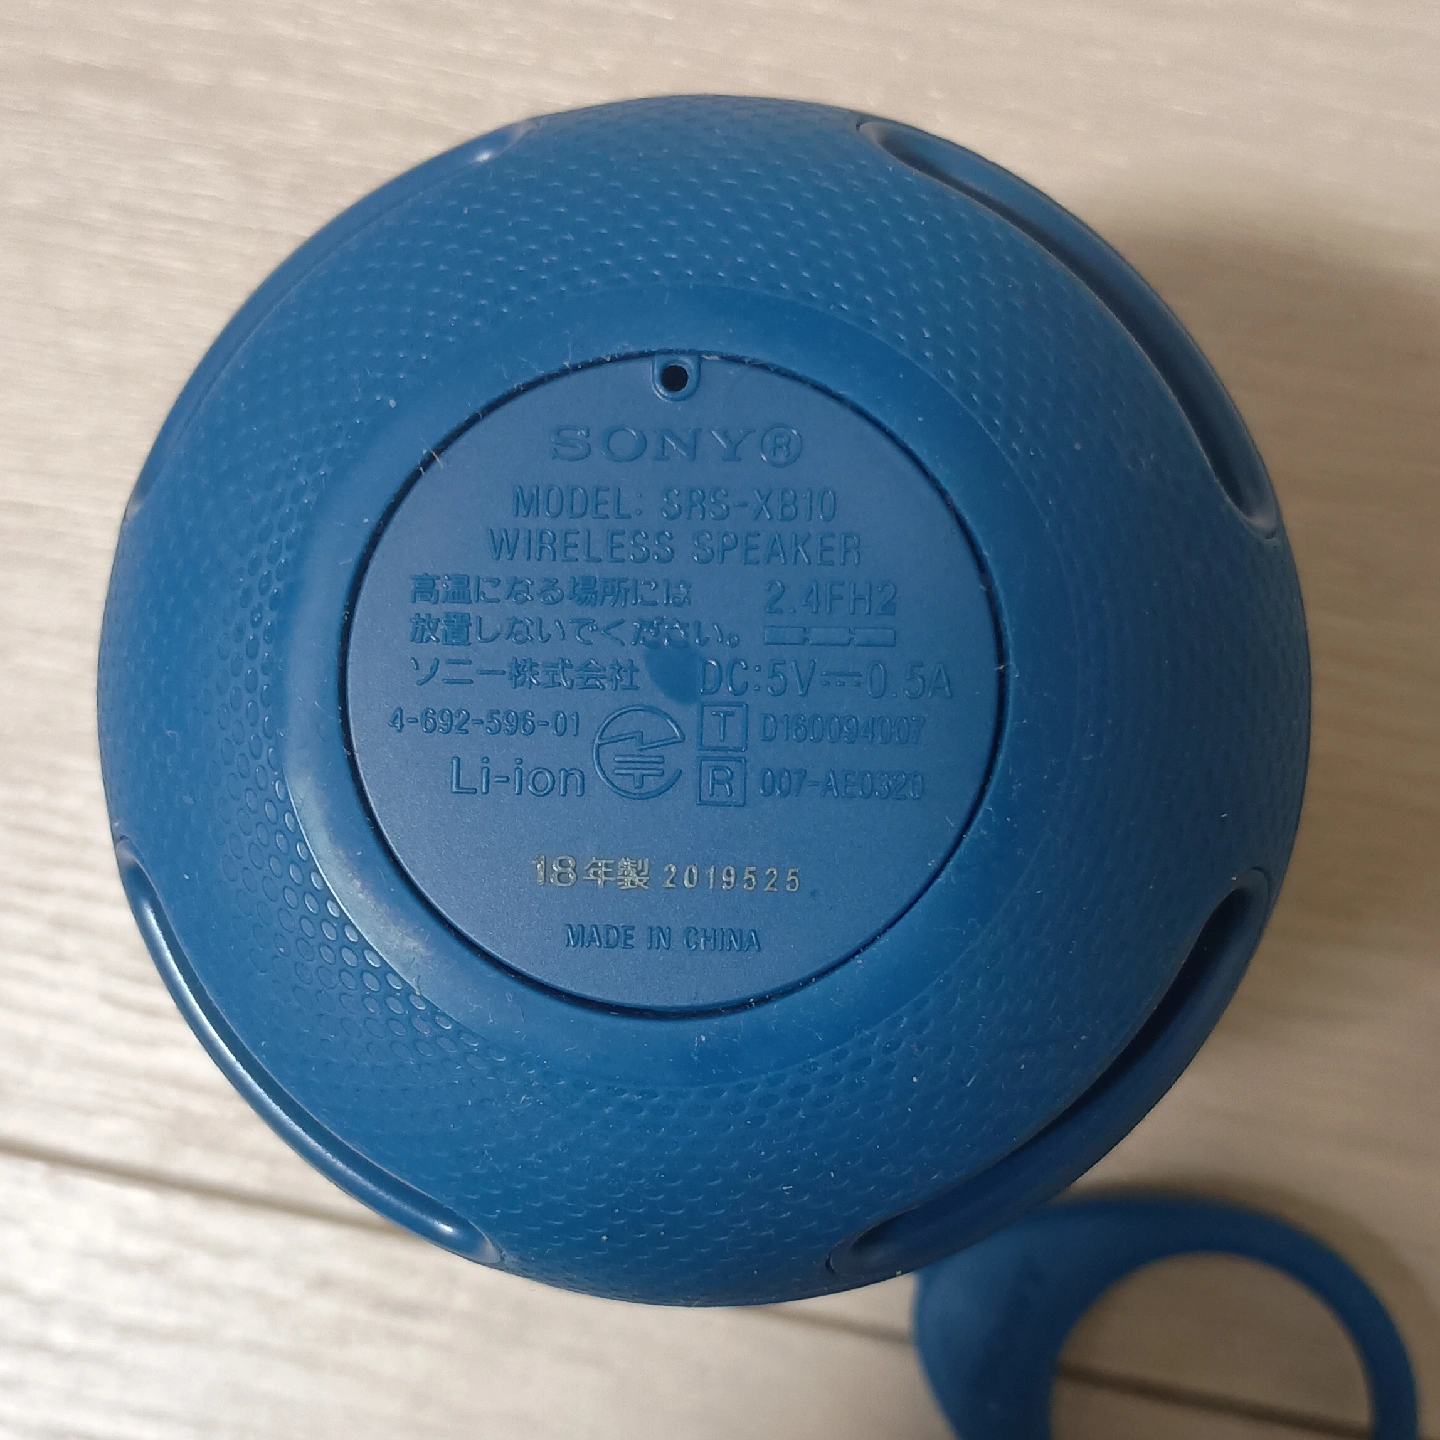 SONY®
MODEL: SRS-XB10
WIRELESS SPEAKER
高温になる場所には
放置しないでください。
2.4FH2
ソニー株式会社
DC:5V⎓0.5A
4-692-596-01
T D160094007
R 007-AE0320
Li-ion
18年製 2019525
MADE IN CHINA